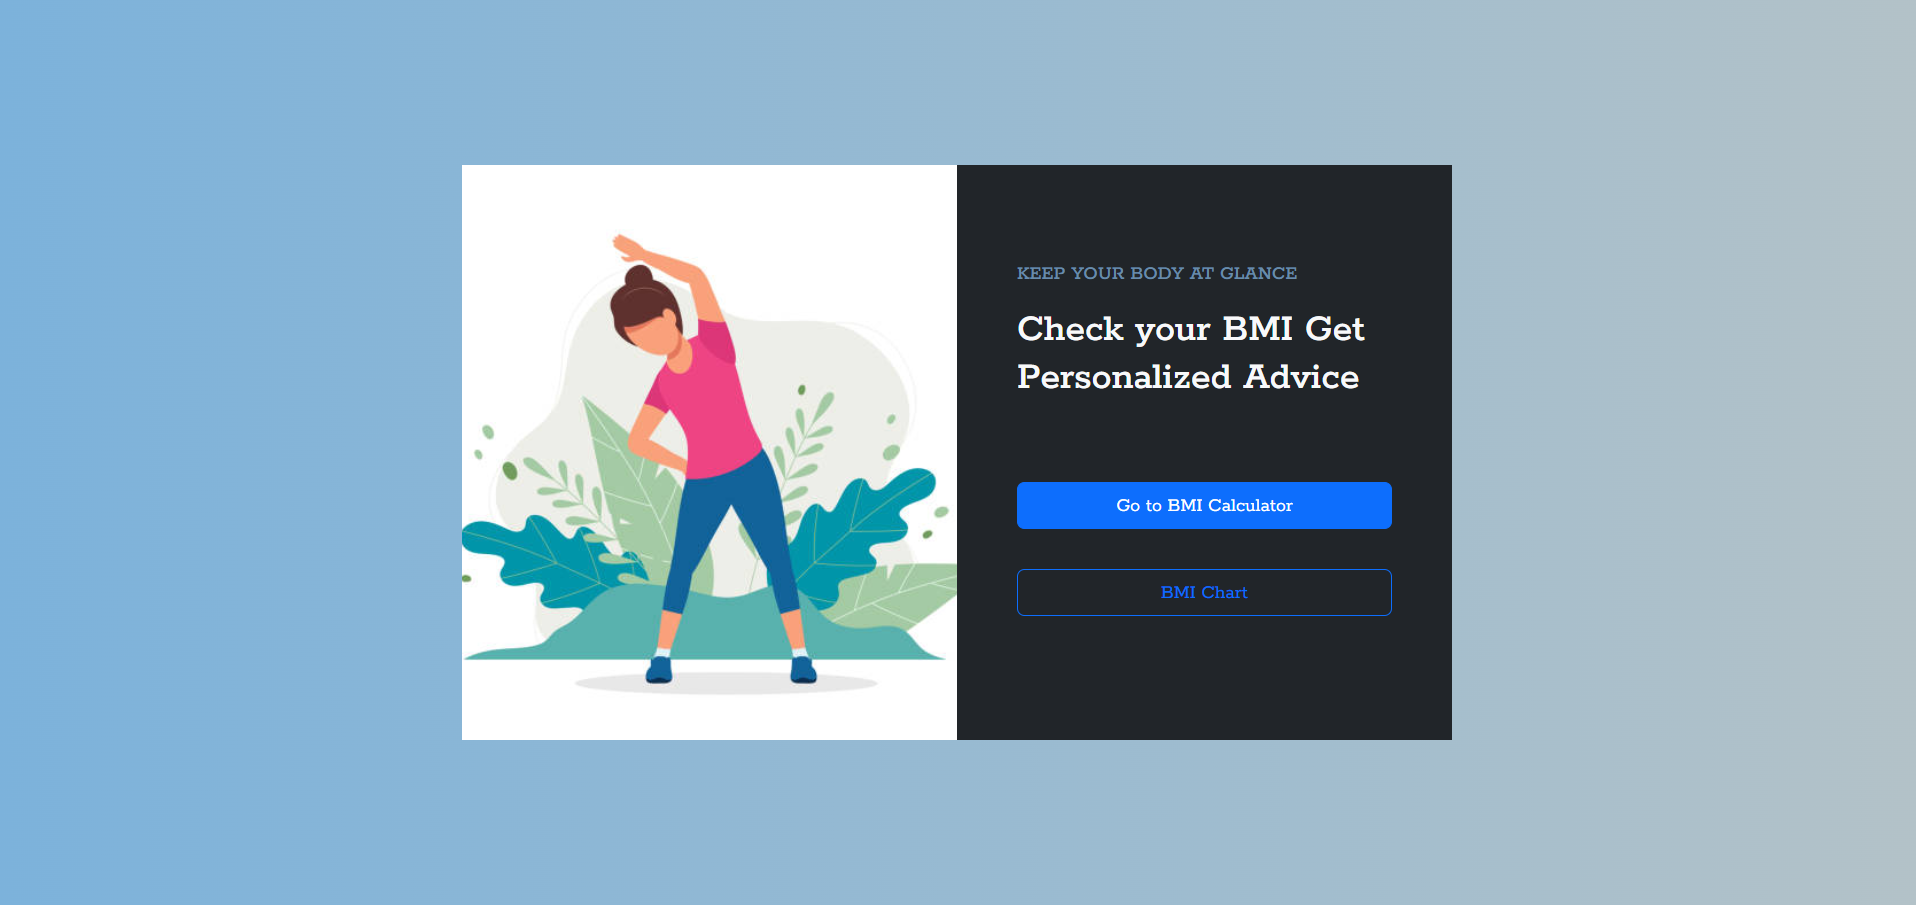 KEEP YOUR BODY AT GLANCE
Check your BMI Get
Personalized Advice
Go to BMI Calculator
BMI Chart